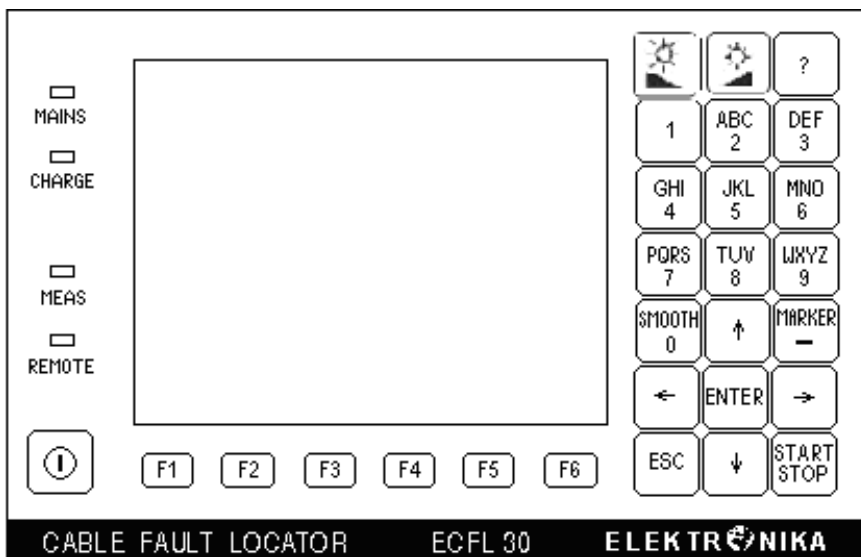 MAINS
CHARGE
MEAS
REMOTE
?
1
ABC
2
DEF
3
GHI
4
JKL
5
MNO
6
PQRS
7
TUV
8
WXYZ
9
SMOOTH
0
↑
MARKER
−
←
ENTER
→
ESC
↓
START
STOP
F1 F2 F3 F4 F5 F6
CABLE FAULT LOCATOR ECFL 30 ELEKTRONIKA